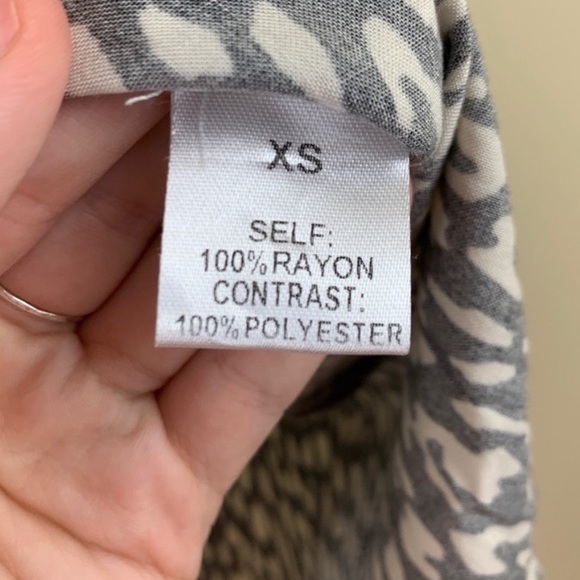 XS
SELF:
100%RAYON
CONTRAST:
100%POLYESTER